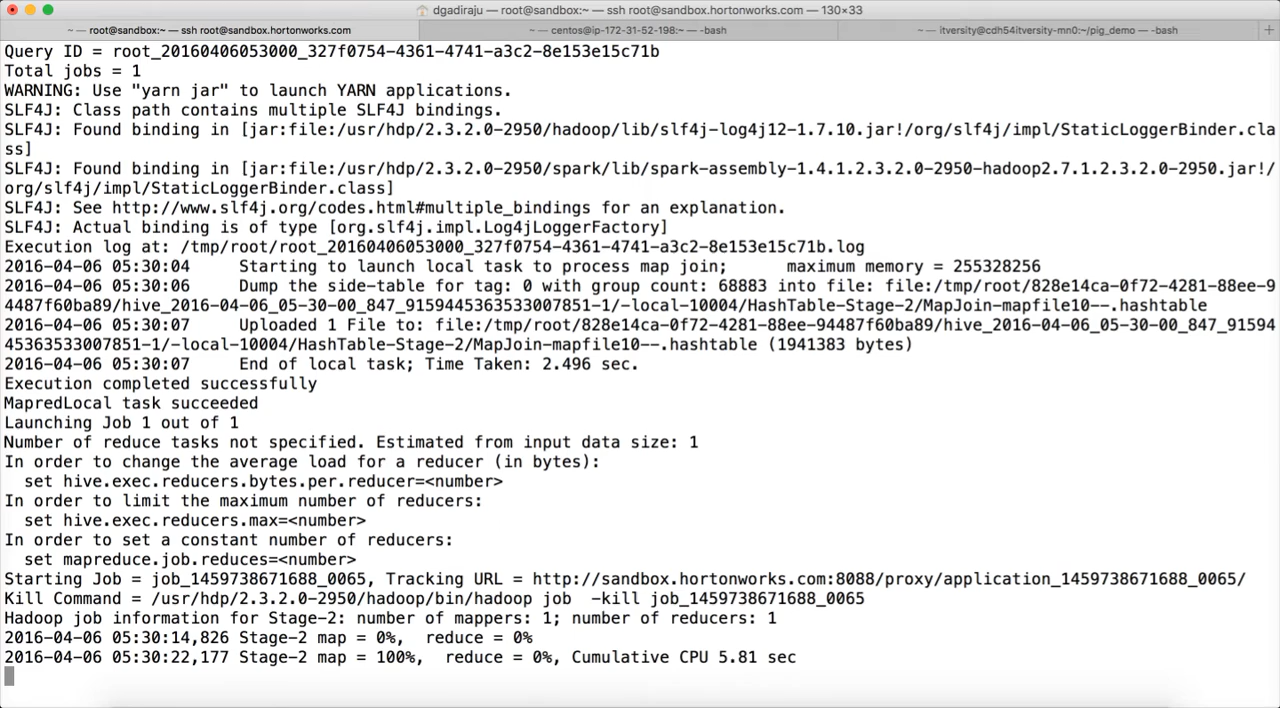 dgadiraju — root@sandbox:~ — ssh root@sandbox.hortonworks.com — 130×33
~ — root@sandbox:~ — ssh root@sandbox.hortonworks.com
~ — centos@ip-172-31-52-198:~ — -bash
~ — itversity@cdh54itversity-mn0:~/pig_demo — -bash
Query ID = root_20160406053000_327f0754-4361-4741-a3c2-8e153e15c71b
Total jobs = 1
WARNING: Use "yarn jar" to launch YARN applications.
SLF4J: Class path contains multiple SLF4J bindings.
SLF4J: Found binding in [jar:file:/usr/hdp/2.3.2.0-2950/hadoop/lib/slf4j-log4j12-1.7.10.jar!/org/slf4j/impl/StaticLoggerBinder.cla
ss]
SLF4J: Found binding in [jar:file:/usr/hdp/2.3.2.0-2950/spark/lib/spark-assembly-1.4.1.2.3.2.0-2950-hadoop2.7.1.2.3.2.0-2950.jar!/
org/slf4j/impl/StaticLoggerBinder.class]
SLF4J: See http://www.slf4j.org/codes.html#multiple_bindings for an explanation.
SLF4J: Actual binding is of type [org.slf4j.impl.Log4jLoggerFactory]
Execution log at: /tmp/root/root_20160406053000_327f0754-4361-4741-a3c2-8e153e15c71b.log
2016-04-06 05:30:04     Starting to launch local task to process map join;      maximum memory = 255328256
2016-04-06 05:30:06     Dump the side-table for tag: 0 with group count: 68883 into file: file:/tmp/root/828e14ca-0f72-4281-88ee-9
4487f60ba89/hive_2016-04-06_05-30-00_847_9159445363533007851-1/-local-10004/HashTable-Stage-2/MapJoin-mapfile10--.hashtable
2016-04-06 05:30:07     Uploaded 1 File to: file:/tmp/root/828e14ca-0f72-4281-88ee-94487f60ba89/hive_2016-04-06_05-30-00_847_91594
45363533007851-1/-local-10004/HashTable-Stage-2/MapJoin-mapfile10--.hashtable (1941383 bytes)
2016-04-06 05:30:07     End of local task; Time Taken: 2.496 sec.
Execution completed successfully
MapredLocal task succeeded
Launching Job 1 out of 1
Number of reduce tasks not specified. Estimated from input data size: 1
In order to change the average load for a reducer (in bytes):
  set hive.exec.reducers.bytes.per.reducer=<number>
In order to limit the maximum number of reducers:
  set hive.exec.reducers.max=<number>
In order to set a constant number of reducers:
  set mapreduce.job.reduces=<number>
Starting Job = job_1459738671688_0065, Tracking URL = http://sandbox.hortonworks.com:8088/proxy/application_1459738671688_0065/
Kill Command = /usr/hdp/2.3.2.0-2950/hadoop/bin/hadoop job  -kill job_1459738671688_0065
Hadoop job information for Stage-2: number of mappers: 1; number of reducers: 1
2016-04-06 05:30:14,826 Stage-2 map = 0%,  reduce = 0%
2016-04-06 05:30:22,177 Stage-2 map = 100%,  reduce = 0%, Cumulative CPU 5.81 sec